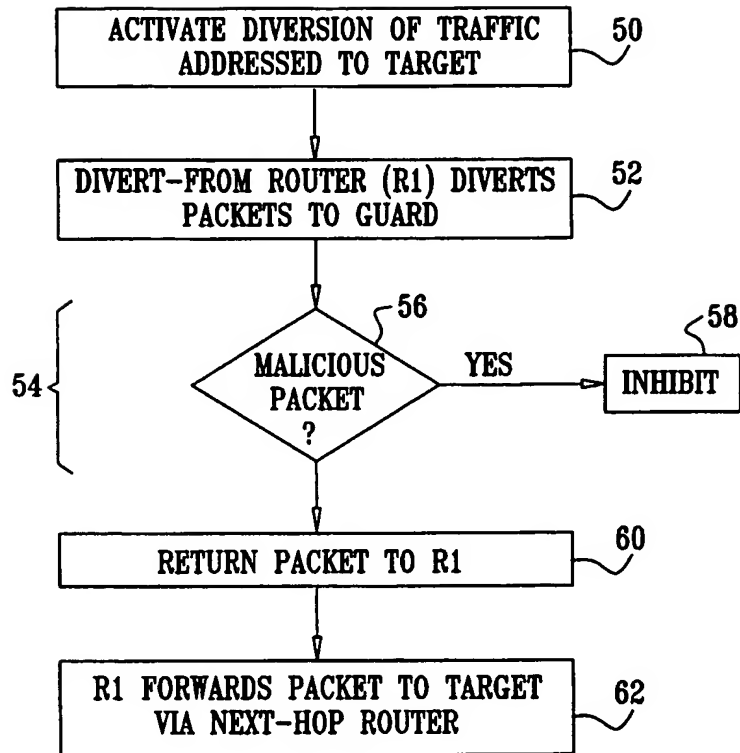 ACTIVATE DIVERSION OF TRAFFIC
ADDRESSED TO TARGET
50
DIVERT-FROM ROUTER (R1) DIVERTS
PACKETS TO GUARD
52
54
56
MALICIOUS
PACKET
?
YES
58
INHIBIT
RETURN PACKET TO R1
60
R1 FORWARDS PACKET TO TARGET
VIA NEXT-HOP ROUTER
62